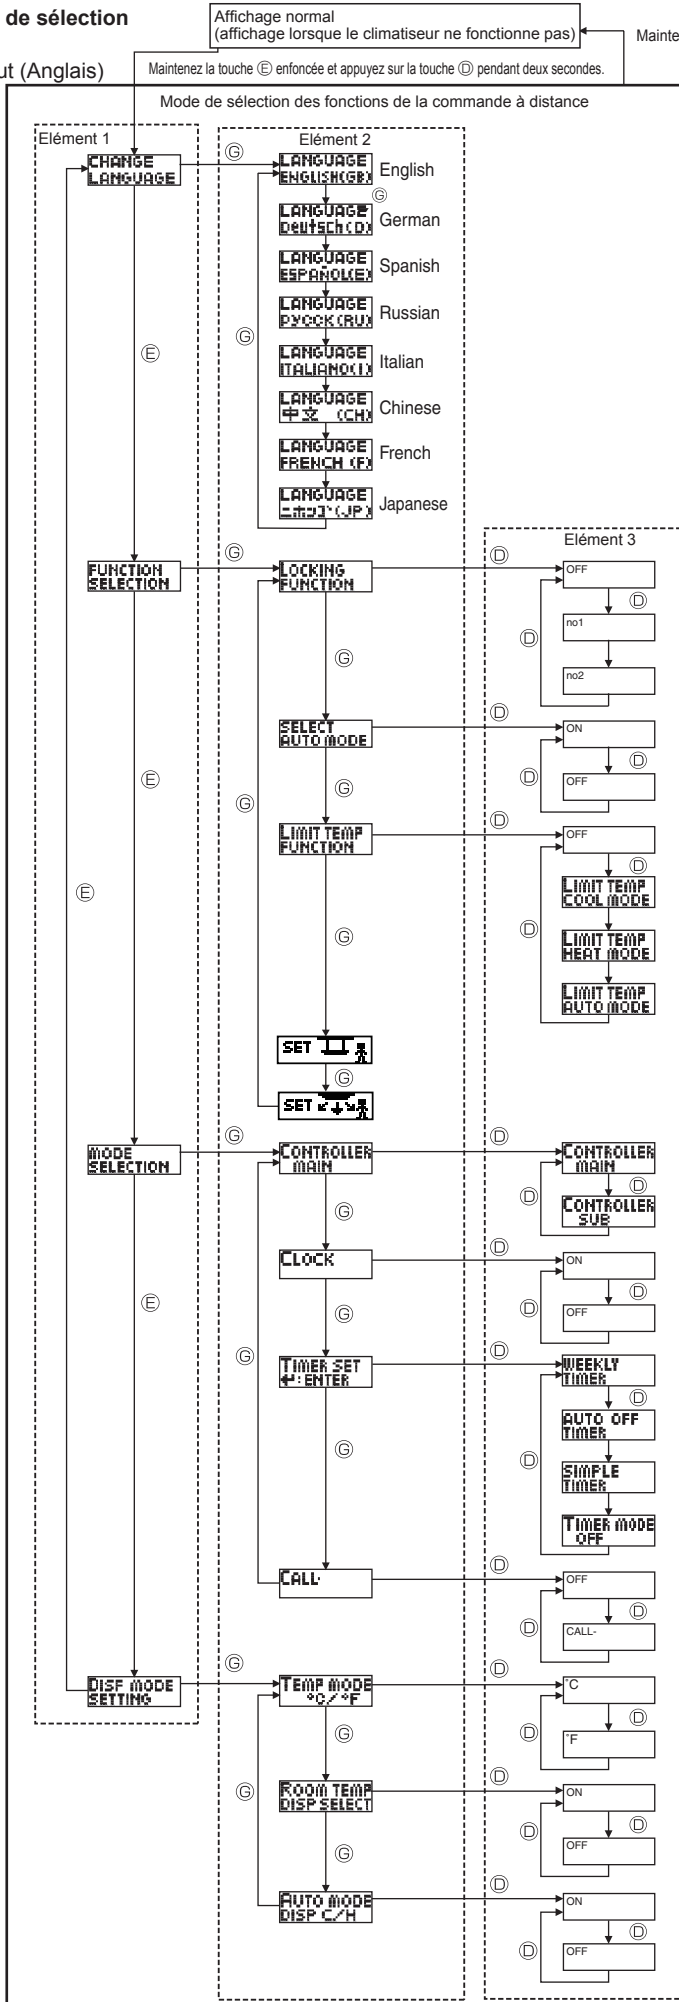 de sélection
Affichage normal
(affichage lorsque le climatiseur ne fonctionne pas)
(Anglais)
Maintenez la touche Ⓔ enfoncée et appuyez sur la touche Ⓓ pendant deux secondes.
Mode de sélection des fonctions de la commande à distance
Elément 1
Elément 2
CHANGE
LANGUAGE
Ⓖ
LANGUAGE
ENGLISH(GB)
English
Ⓖ
LANGUAGE
Deutsch(D)
German
LANGUAGE
ESPAÑOL(E)
Spanish
LANGUAGE
РУССК(RU)
Russian
Ⓖ
Ⓔ
LANGUAGE
ITALIANO(I)
Italian
LANGUAGE
中文 (CH)
Chinese
LANGUAGE
FRENCH (F)
French
LANGUAGE
ニホンゴ(JP)
Japanese
Elément 3
FUNCTION
SELECTION
Ⓖ
LOCKING
FUNCTION
Ⓓ
OFF
Ⓓ
no1
Ⓓ
no2
Ⓖ
SELECT
AUTO MODE
Ⓓ
ON
Ⓓ
Ⓓ
OFF
Ⓔ
Ⓖ
Ⓖ
LIMIT TEMP
FUNCTION
Ⓓ
OFF
Ⓓ
LIMIT TEMP
COOL MODE
Ⓔ
Ⓓ
LIMIT TEMP
HEAT MODE
Ⓖ
LIMIT TEMP
AUTO MODE
SET
Ⓖ
SET
MODE
SELECTION
Ⓖ
CONTROLLER
MAIN
Ⓓ
CONTROLLER
MAIN
Ⓓ
Ⓓ
CONTROLLER
SUB
Ⓖ
CLOCK
Ⓓ
ON
Ⓓ
Ⓓ
OFF
Ⓔ
Ⓖ
Ⓖ
TIMER SET
↵:ENTER
Ⓓ
WEEKLY
TIMER
Ⓓ
AUTO OFF
TIMER
Ⓓ
SIMPLE
TIMER
Ⓖ
TIMER MODE
OFF
CALL-
Ⓓ
OFF
Ⓓ
Ⓓ
CALL-
DISP MODE
SETTING
Ⓖ
TEMP MODE
°C/°F
Ⓓ
°C
Ⓓ
Ⓓ
°F
Ⓖ
Ⓖ
ROOM TEMP
DISP SELECT
Ⓓ
ON
Ⓓ
Ⓓ
OFF
Ⓖ
AUTO MODE
DISP C/H
Ⓓ
ON
Ⓓ
Ⓓ
OFF